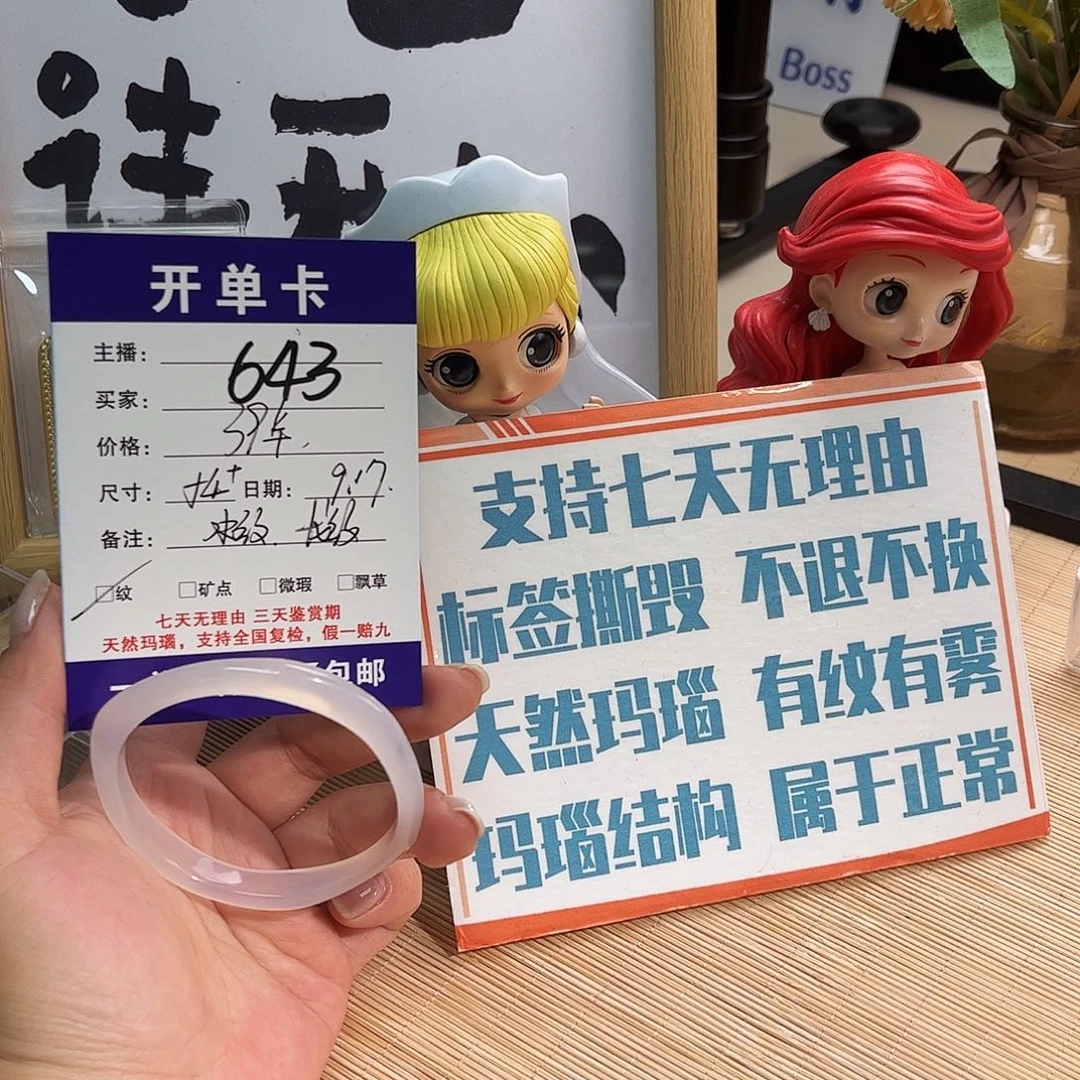 Boss
开单卡
主播：
643
买家：
价格：
尺寸：
日期： 9.17.
备注：
□纹 □矿点 □微瑕 □飘草
七天无理由 三天鉴赏期
天然玛瑙，支持全国复检，假一赔九
包邮
支持七天无理由
标签撕毁 不退不换
天然玛瑙 有纹有雾
玛瑙结构 属于正常